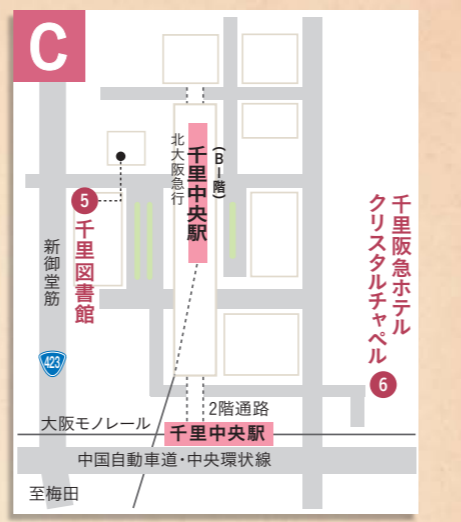 C
北大阪急行
千里中央駅
(B1階)
5
千里図書館
新御堂筋
423
千里阪急ホテル
クリスタルチャペル
6
2階通路
大阪モノレール
千里中央駅
中国自動車道・中央環状線
至梅田